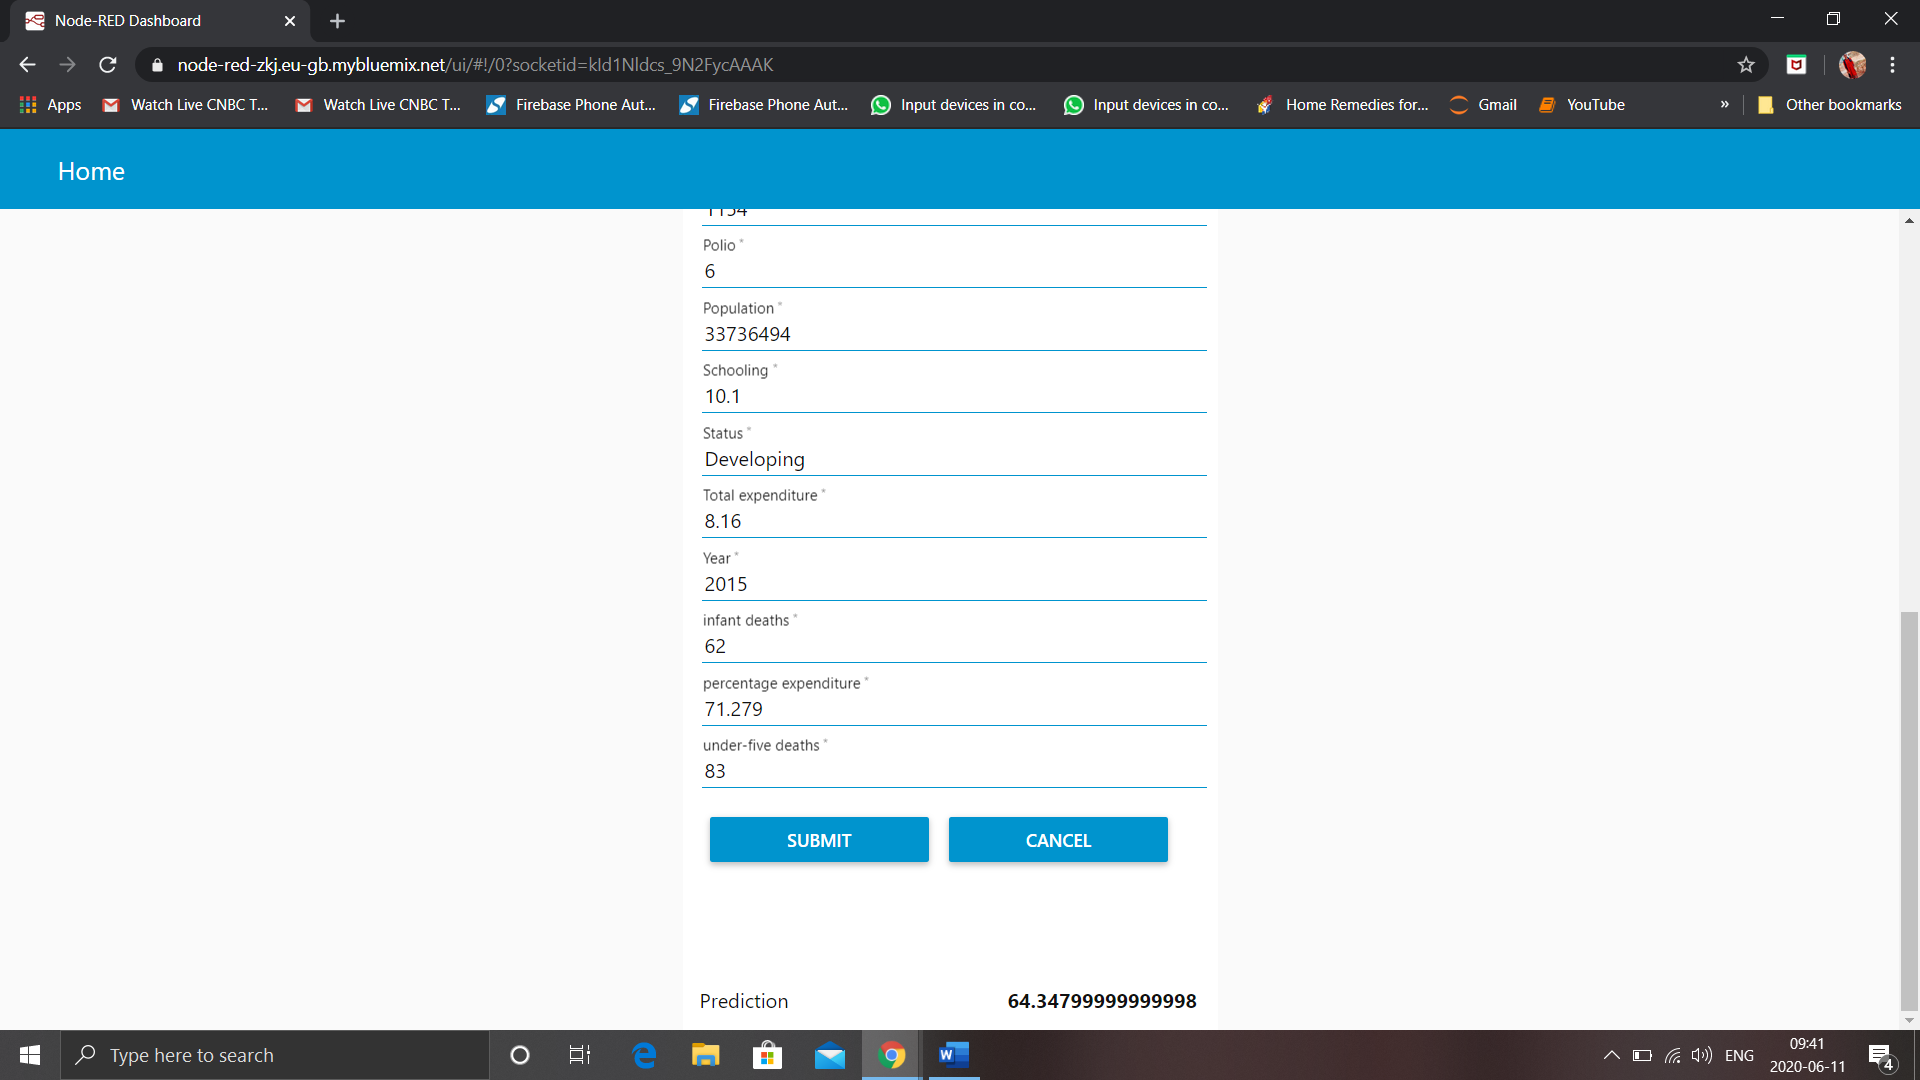 Node-RED Dashboard
node-red-zkj.eu-gb.mybluemix.net/ui/#!/0?socketid=kId1Nldcs_9N2FycAAAK
Apps
Watch Live CNBC T...
Watch Live CNBC T...
Firebase Phone Aut...
Firebase Phone Aut...
Input devices in co...
Input devices in co...
Home Remedies for...
Gmail
YouTube
»
Other bookmarks
Home
1154
Polio *
6
Population *
33736494
Schooling *
10.1
Status *
Developing
Total expenditure *
8.16
Year *
2015
infant deaths *
62
percentage expenditure *
71.279
under-five deaths *
83
SUBMIT
CANCEL
Prediction 64.34799999999998
Type here to search
ENG
09:41
2020-06-11
4